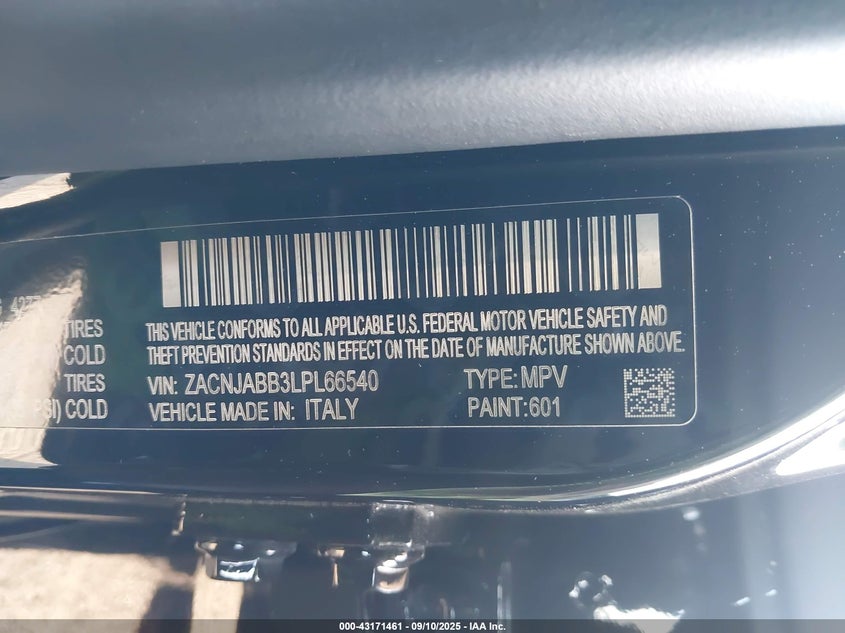 TIRES
COLD
TIRES
COLD
THIS VEHICLE CONFORMS TO ALL APPLICABLE U.S. FEDERAL MOTOR VEHICLE SAFETY AND
THEFT PREVENTION STANDARDS IN EFFECT ON THE DATE OF MANUFACTURE SHOWN ABOVE.
VIN: ZACNJABB3LPL66540 TYPE: MPV
VEHICLE MADE IN: ITALY PAINT:601
000-43171461 - 09/10/2025 - IAA Inc.